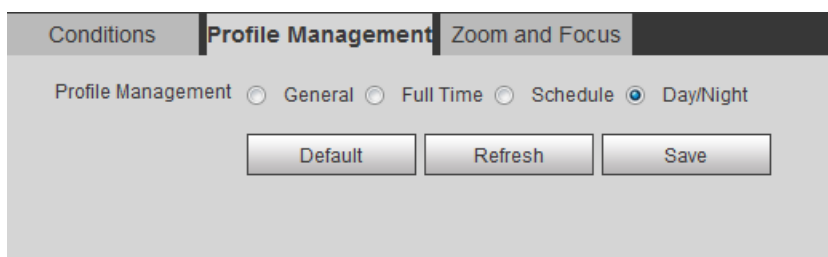 Conditions Profile Management Zoom and Focus
Profile Management General Full Time Schedule Day/Night
Default Refresh Save